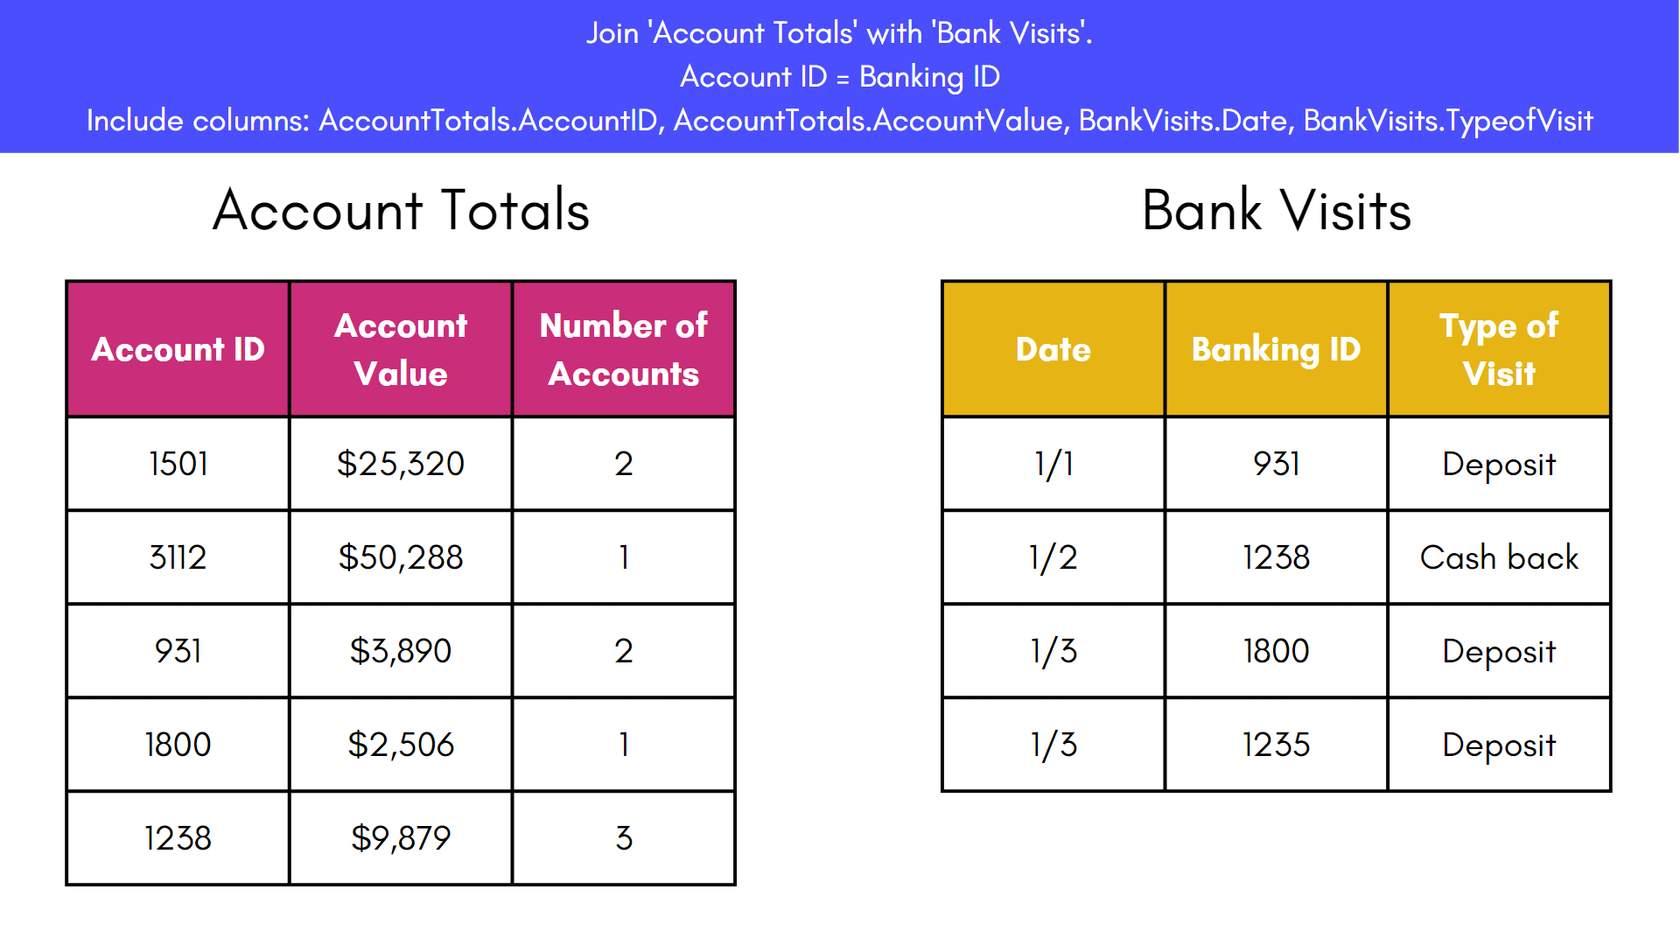 Join 'Account Totals' with 'Bank Visits'.
Account ID = Banking ID
Include columns: AccountTotals.AccountID, AccountTotals.AccountValue, BankVisits.Date, BankVisits.TypeofVisit
Account Totals
Account ID Account Value Number of Accounts
1501 $25,320 2
3112 $50,288 1
931 $3,890 2
1800 $2,506 1
1238 $9,879 3
Bank Visits
Date Banking ID Type of Visit
1/1 931 Deposit
1/2 1238 Cash back
1/3 1800 Deposit
1/3 1235 Deposit